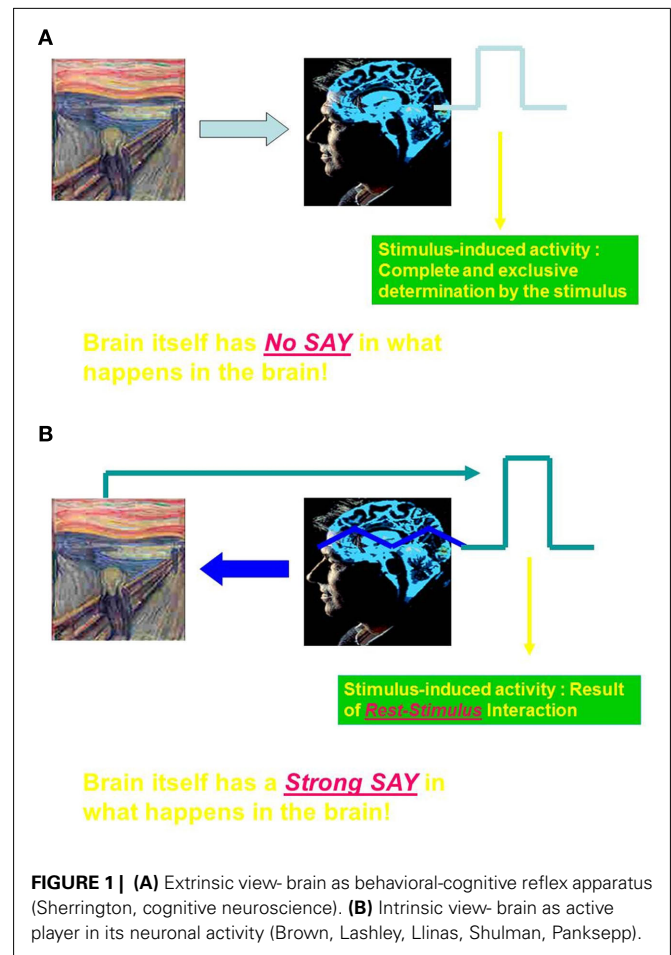 A
Stimulus-induced activity :
Complete and exclusive
determination by the stimulus
Brain itself has No SAY in what
happens in the brain!
B
Stimulus-induced activity : Result
of Rest-Stimulus Interaction
Brain itself has a Strong SAY in
what happens in the brain!
FIGURE 1 | (A) Extrinsic view- brain as behavioral-cognitive reflex apparatus
(Sherrington, cognitive neuroscience). (B) Intrinsic view- brain as active
player in its neuronal activity (Brown, Lashley, Llinas, Shulman, Panksepp).